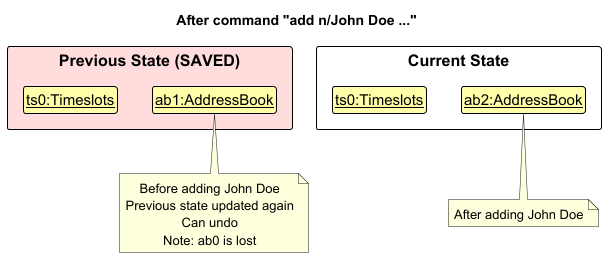 After command "add n/John Doe ..."
Previous State (SAVED)
Current State
ts0:Timeslots
ab1:AddressBook
ts0:Timeslots
ab2:AddressBook
Before adding John Doe
Previous state updated again
Can undo
Note: ab0 is lost
After adding John Doe